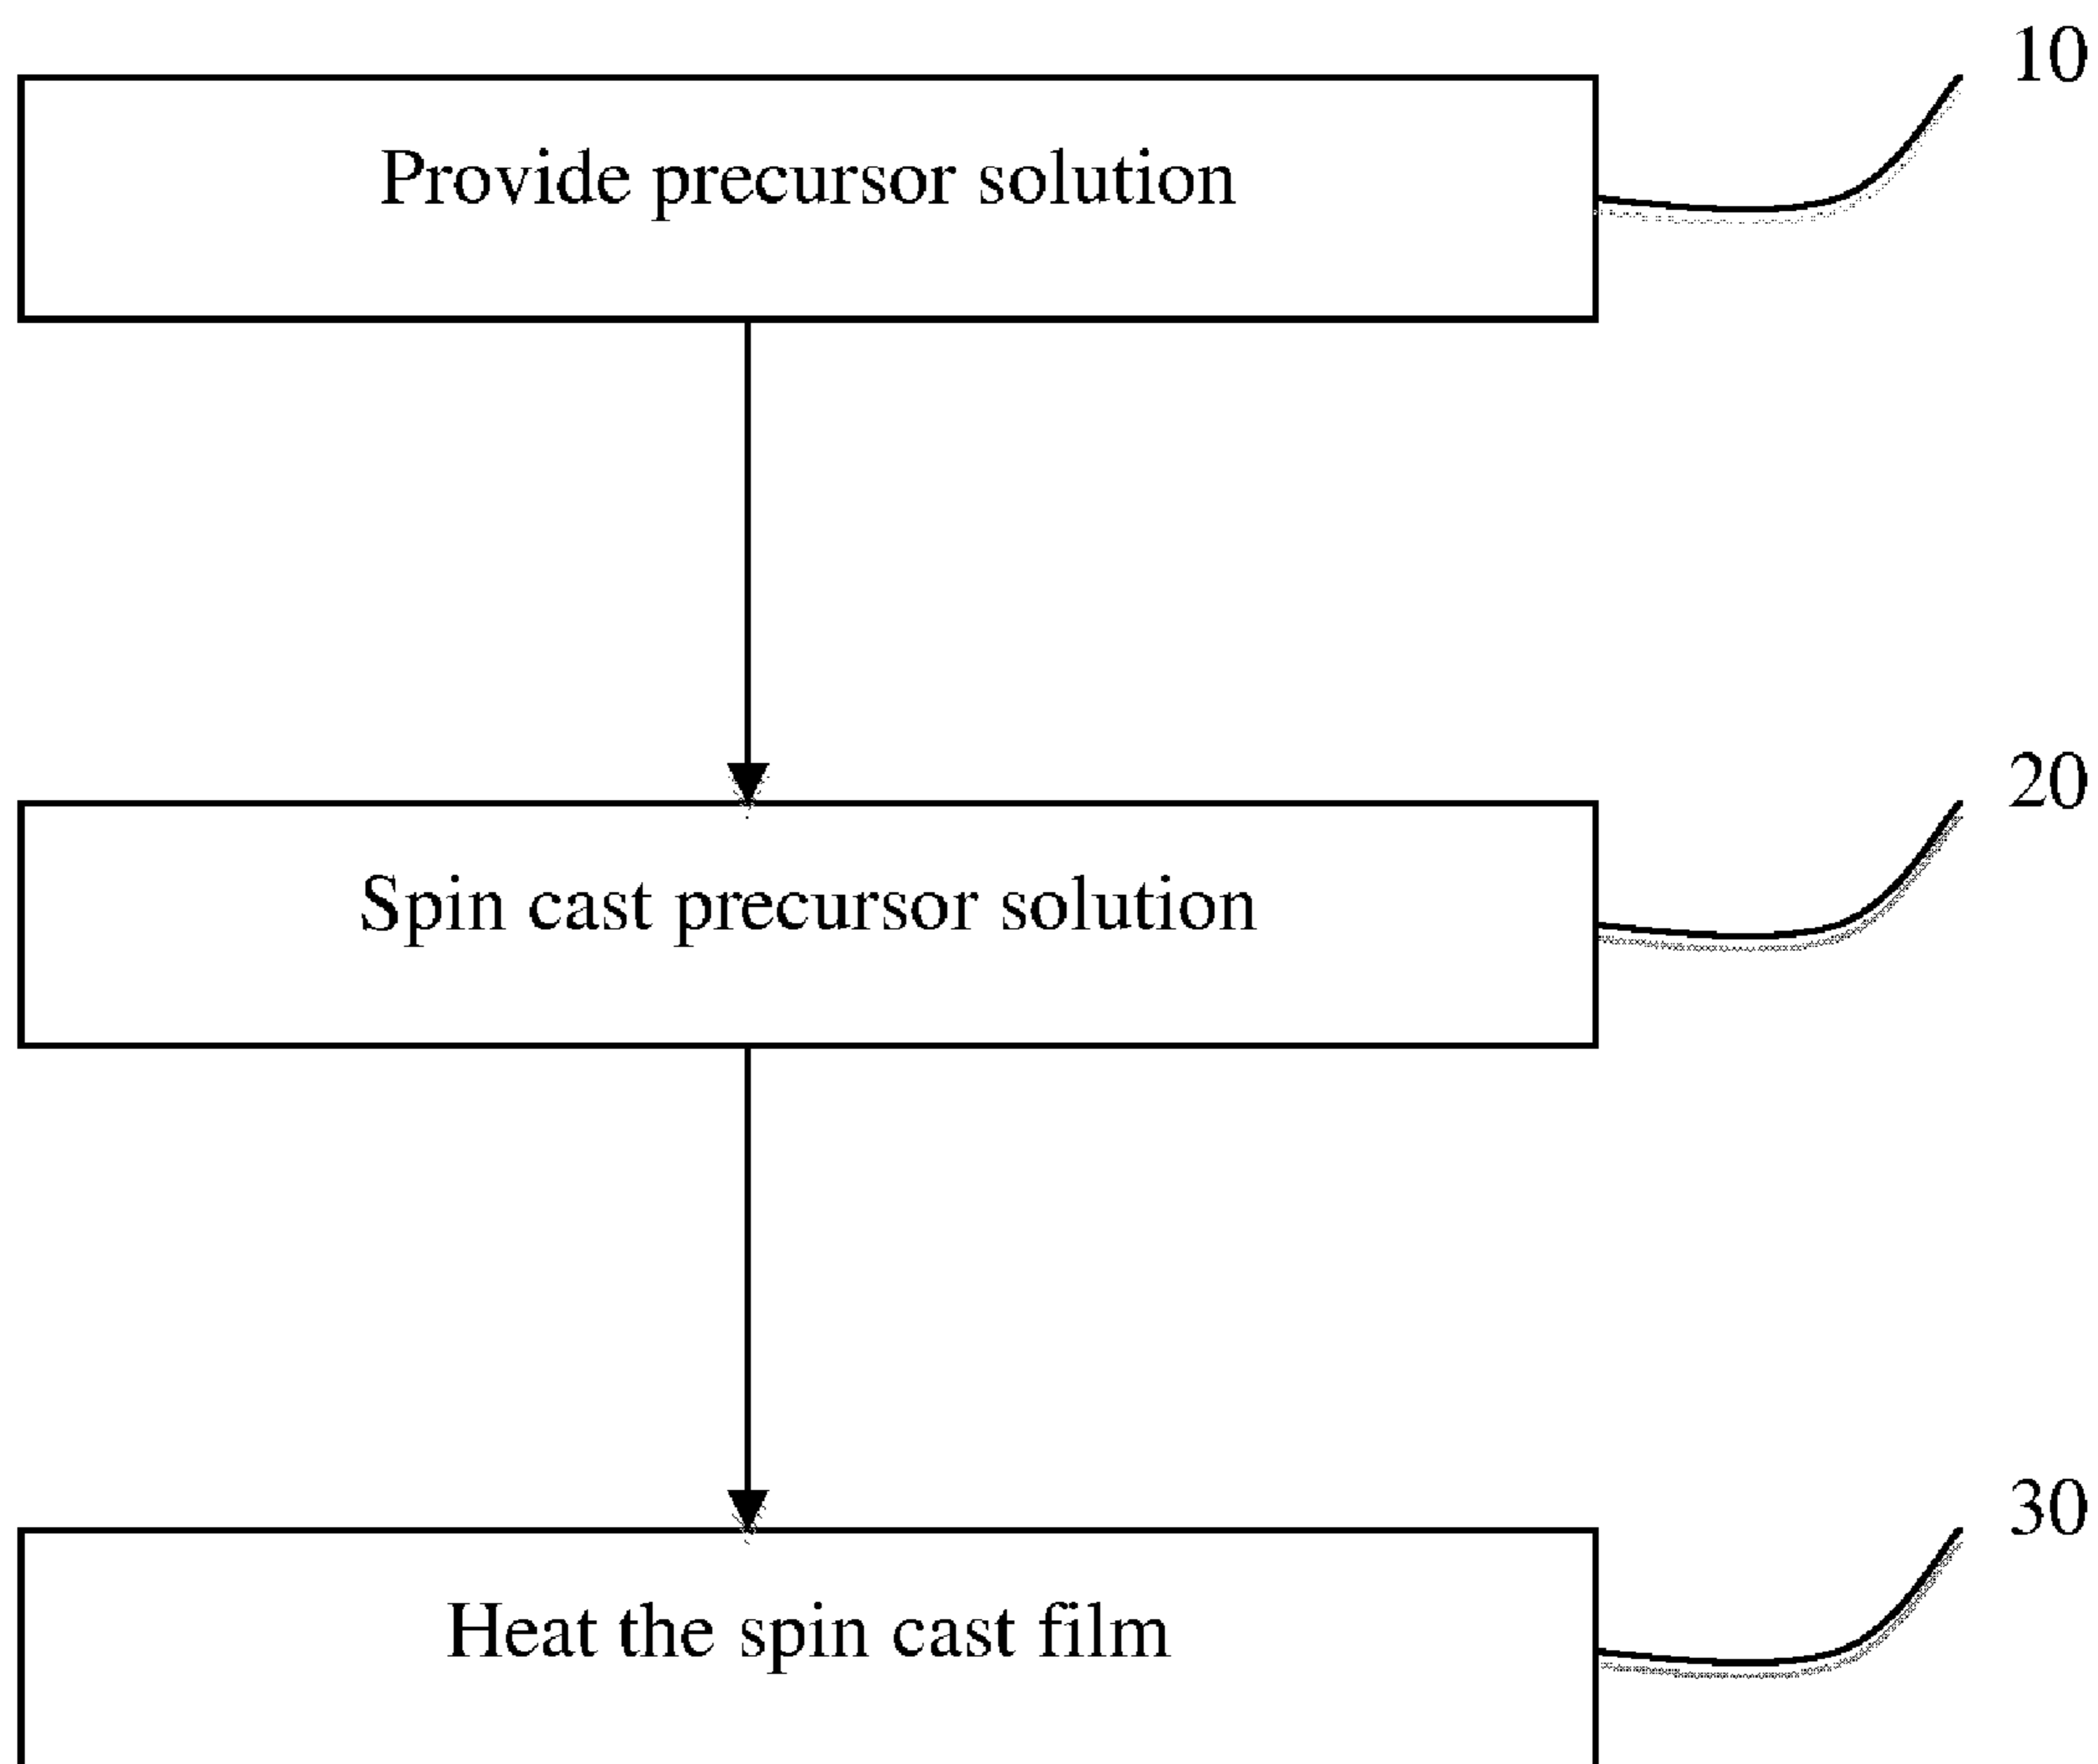 10
Provide precursor solution
20
Spin cast precursor solution
30
Heat the spin cast film